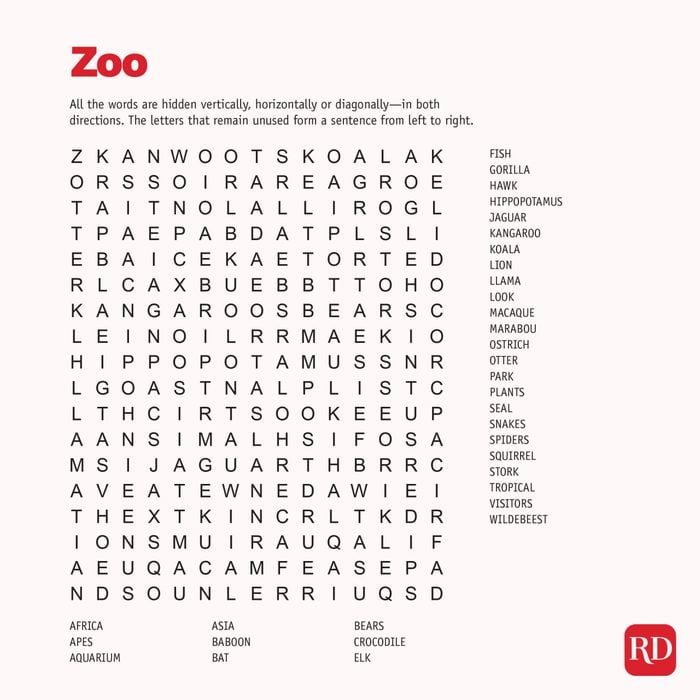 Zoo
All the words are hidden vertically, horizontally or diagonally—in both
directions. The letters that remain unused form a sentence from left to right.
Z K A N W O O T S K O A L A K
O R S S O I R A R E A G R O E
T A I T N O L A L L I R O G L
T P A E P A B D A T P L S L I
E B A I C E K A E T O R T E D
R L C A X B U E B B T T O H O
K A N G A R O O S B E A R S C
L E I N O I L R R M A E K I O
H I P P O P O T A M U S S N R
L G O A S T N A L P L I S T C
L T H C I R T S O O K E E U P
A A N S I M A L H S I F O S A
M S I J A G U A R T H B R R C
A V E A T E W N E D A W I E I
T H E X T K I N C R L T K D R
I O N S M U I R A U Q A L I F
A E U Q A C A M F E A S E P A
N D S O U N L E R R I U Q S D
FISH
GORILLA
HAWK
HIPPOPOTAMUS
JAGUAR
KANGAROO
KOALA
LION
LLAMA
LOOK
MACAQUE
MARABOU
OSTRICH
OTTER
PARK
PLANTS
SEAL
SNAKES
SPIDERS
SQUIRREL
STORK
TROPICAL
VISITORS
WILDEBEEST
AFRICA ASIA BEARS
APES BABOON CROCODILE
AQUARIUM BAT ELK
RD